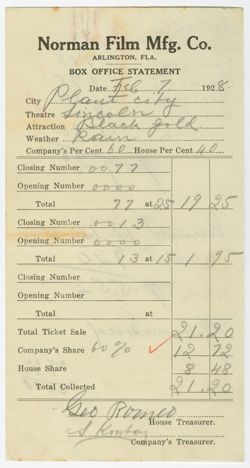 Norman Film Mfg. Co.
ARLINGTON, FLA.
BOX OFFICE STATEMENT
Date Feb 7 1928
City Plant City
Theatre Lincoln
Attraction Black Gold
Weather Rain
Company's Per Cent. 60 House Per Cent. 40
Closing Number 0077
Opening Number 0000
Total 77 at 25 19 25
Closing Number 0013
Opening Number 0000
Total 13 at 15 1 95
Closing Number
Opening Number
Total at
Total Ticket Sale 21.20
Company's Share 60% 12 72
House Share 8 48
Total Collected 21.20
Geo Romeo
House Treasurer.
Company's Treasurer.